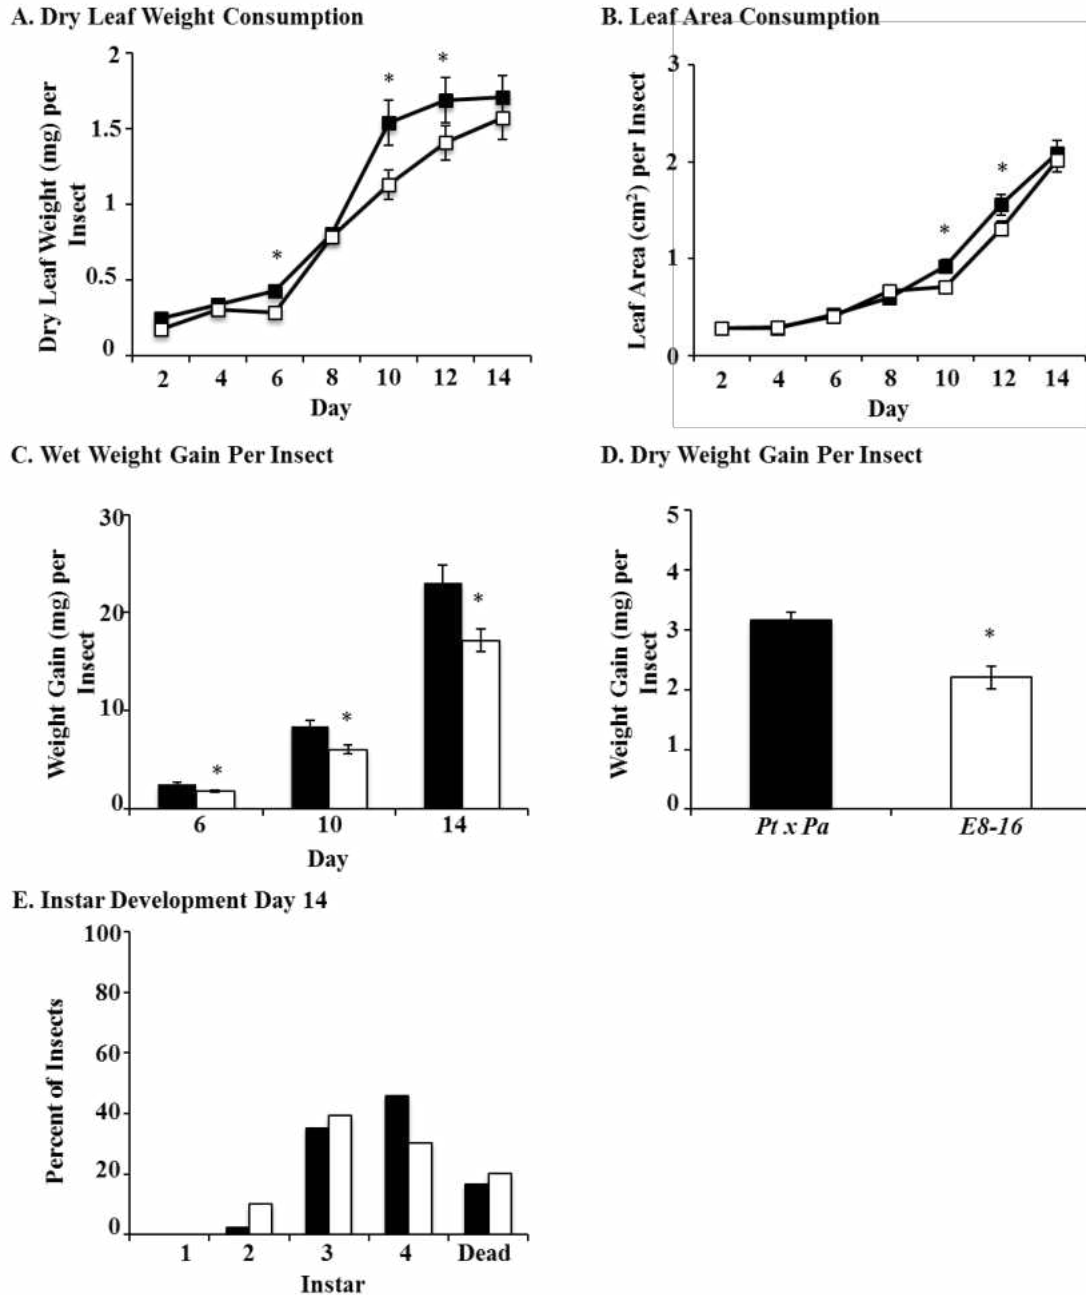 A. Dry Leaf Weight Consumption
Dry Leaf Weight (mg) per
Insect
2
1.5
1
0.5
0
*
*
*
2 4 6 8 10 12 14
Day
B. Leaf Area Consumption
Leaf Area (cm²) per Insect
3
2
1
0
*
*
2 4 6 8 10 12 14
Day
C. Wet Weight Gain Per Insect
Weight Gain (mg) per
Insect
30
20
10
0
*
*
*
6 10 14
Day
D. Dry Weight Gain Per Insect
Weight Gain (mg) per
Insect
5
4
3
2
1
0
*
Pt x Pa E8-16
E. Instar Development Day 14
Percent of Insects
100
80
60
40
20
0
1 2 3 4 Dead
Instar